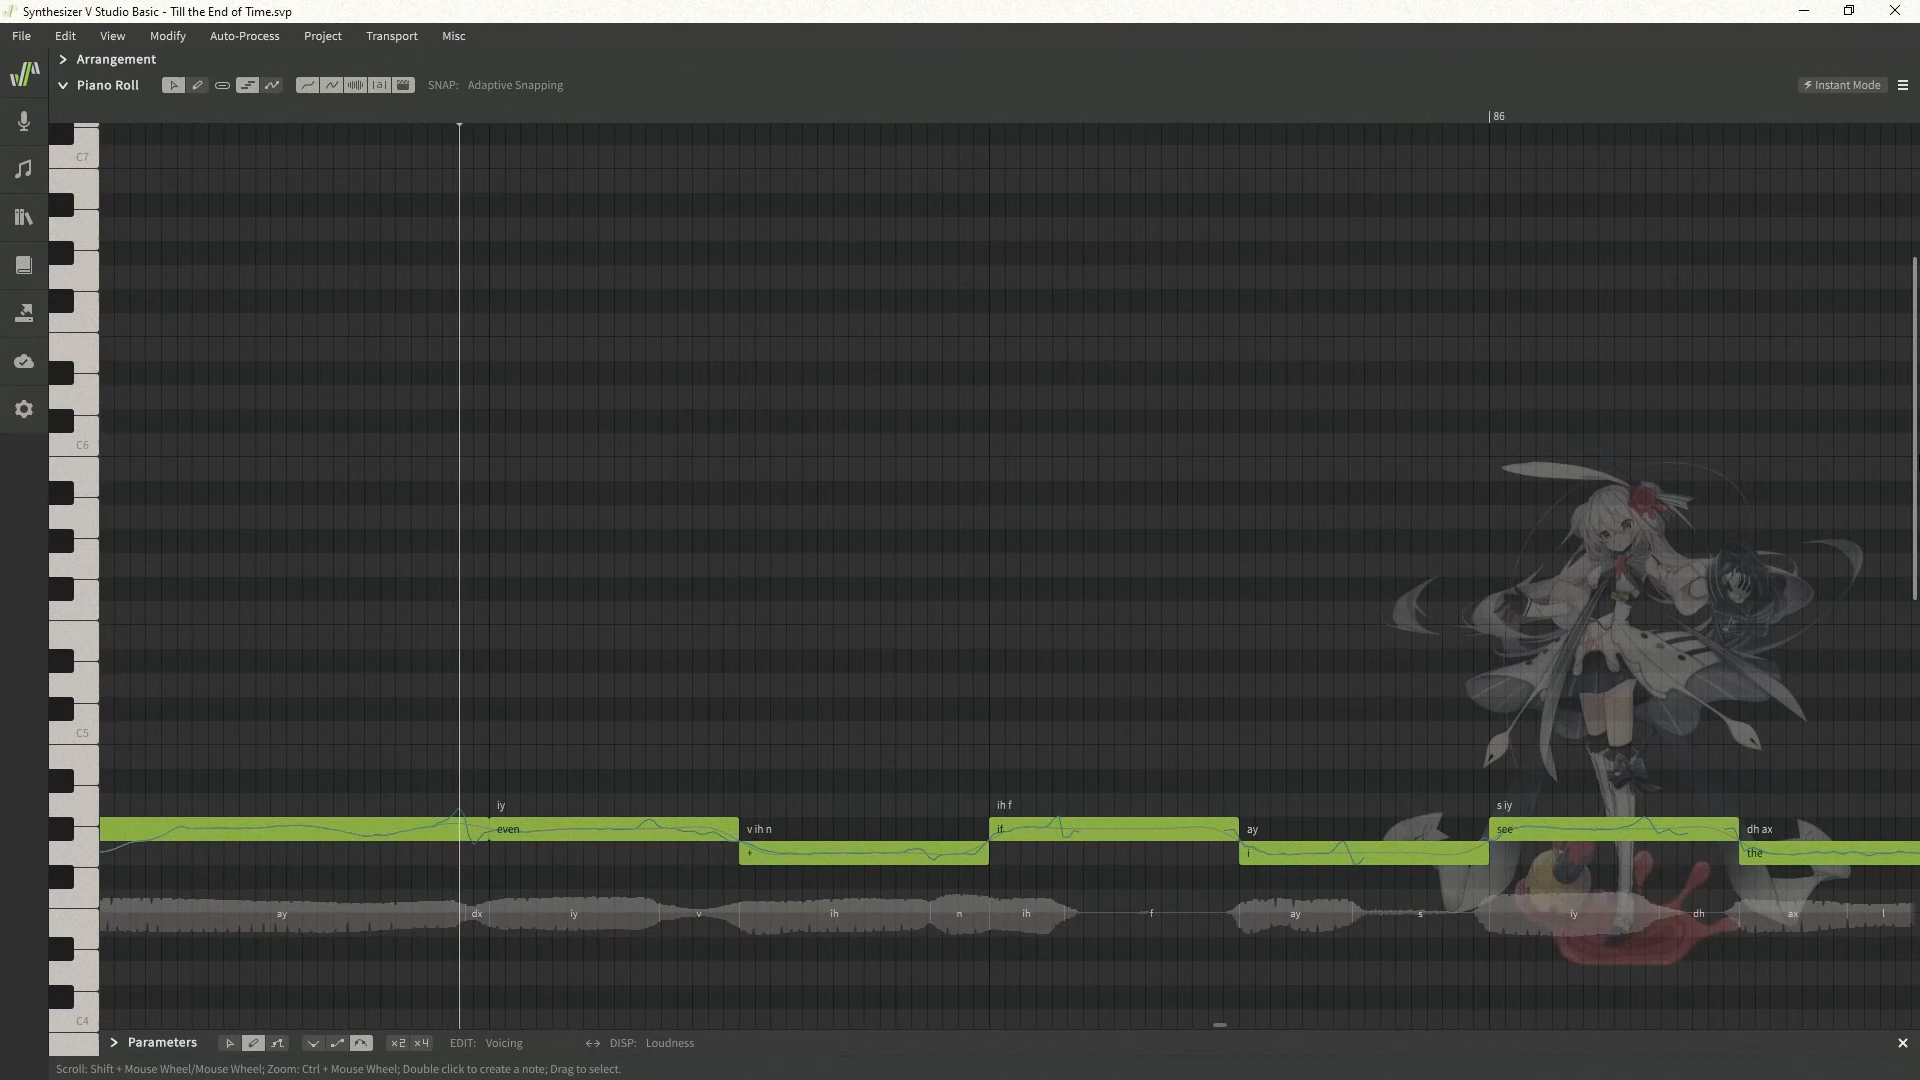 Synthesizer V Studio Basic - Till the End of Time.svp
File Edit View Modify Auto-Process Project Transport Misc
Arrangement
Piano Roll SNAP: Adaptive Snapping Instant Mode
86
C7
C6
C5
iy ih f s iy
even v ih n if ay see dh ax
+ i the
ay dx iy v ih n ih f ay s iy dh ax l
C4
Parameters x2 x4 EDIT: Voicing DISP: Loudness
Scroll: Shift + Mouse Wheel/Mouse Wheel; Zoom: Ctrl + Mouse Wheel; Double click to create a note; Drag to select.